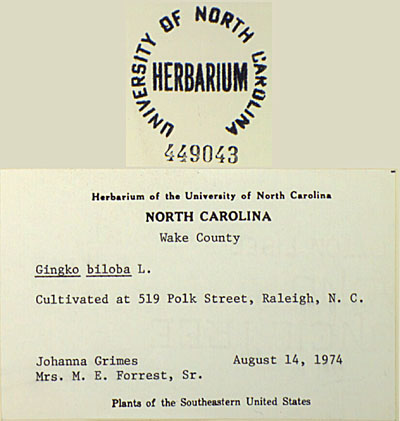 UNIVERSITY OF NORTH CAROLINA
HERBARIUM
449043
Herbarium of the University of North Carolina
NORTH CAROLINA
Wake County
Gingko biloba L.
Cultivated at 519 Polk Street, Raleigh, N. C.
Johanna Grimes August 14, 1974
Mrs. M. E. Forrest, Sr.
Plants of the Southeastern United States